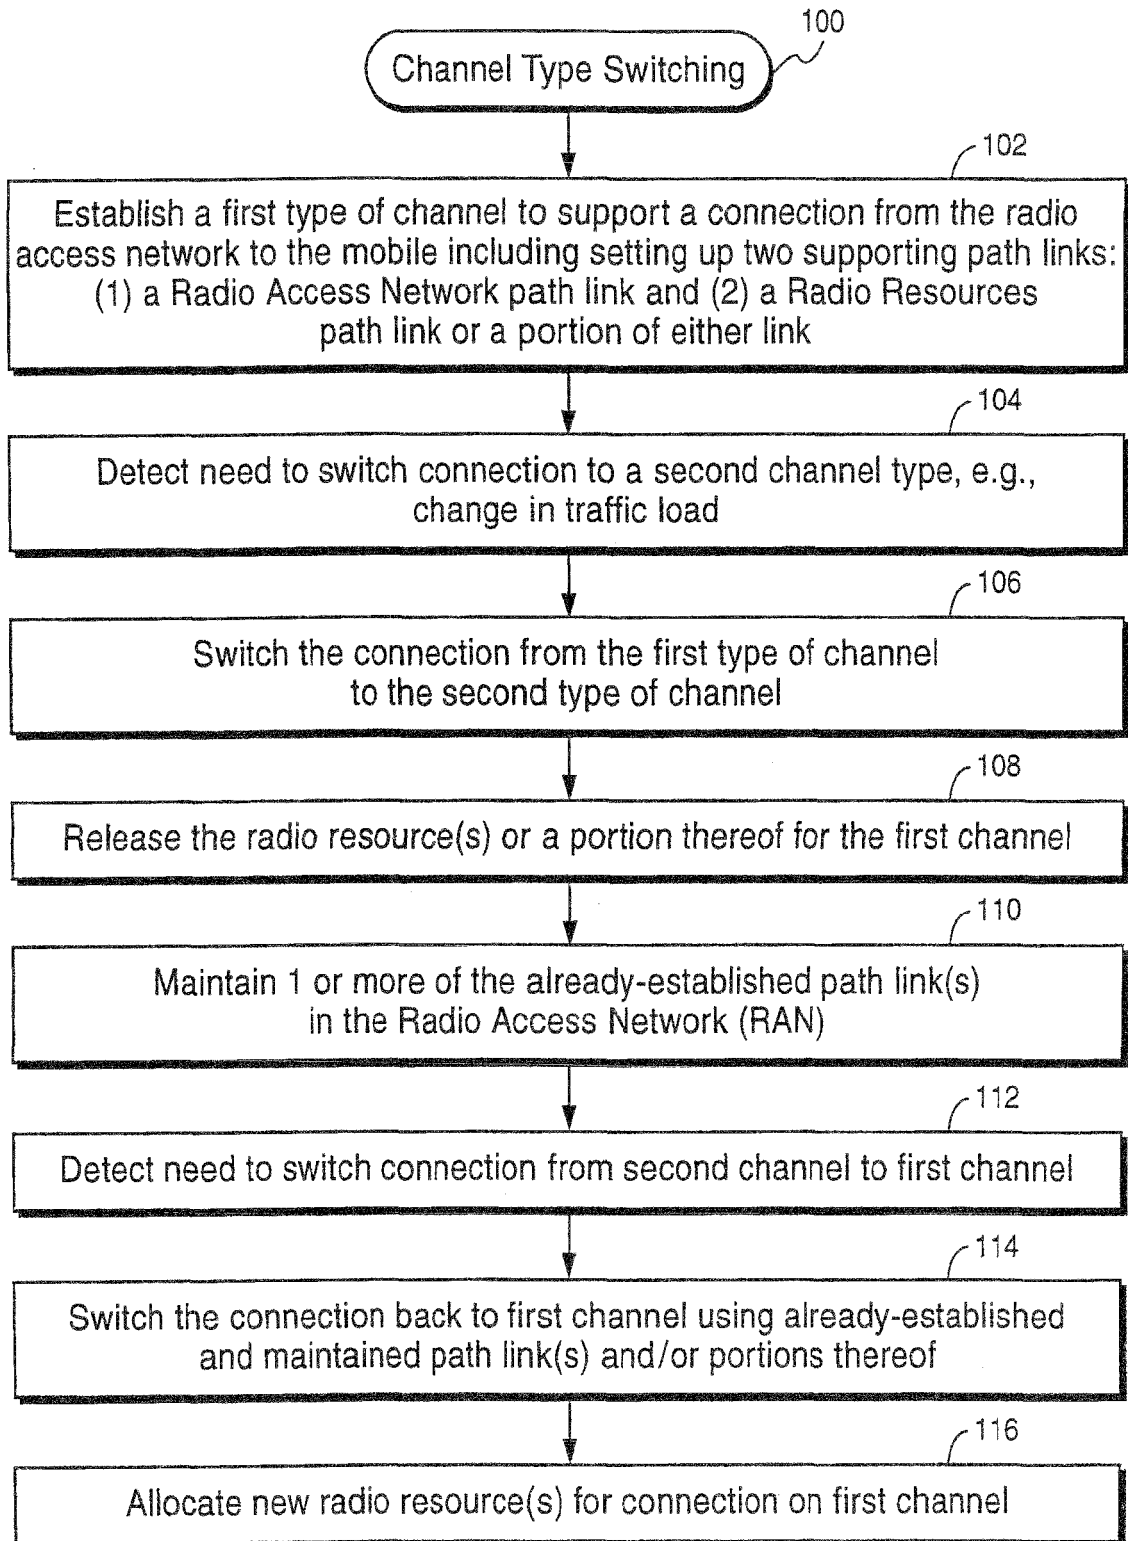 100
Channel Type Switching
102
Establish a first type of channel to support a connection from the radio
access network to the mobile including setting up two supporting path links:
(1) a Radio Access Network path link and (2) a Radio Resources
path link or a portion of either link
104
Detect need to switch connection to a second channel type, e.g.,
change in traffic load
106
Switch the connection from the first type of channel
to the second type of channel
108
Release the radio resource(s) or a portion thereof for the first channel
110
Maintain 1 or more of the already-established path link(s)
in the Radio Access Network (RAN)
112
Detect need to switch connection from second channel to first channel
114
Switch the connection back to first channel using already-established
and maintained path link(s) and/or portions thereof
116
Allocate new radio resource(s) for connection on first channel